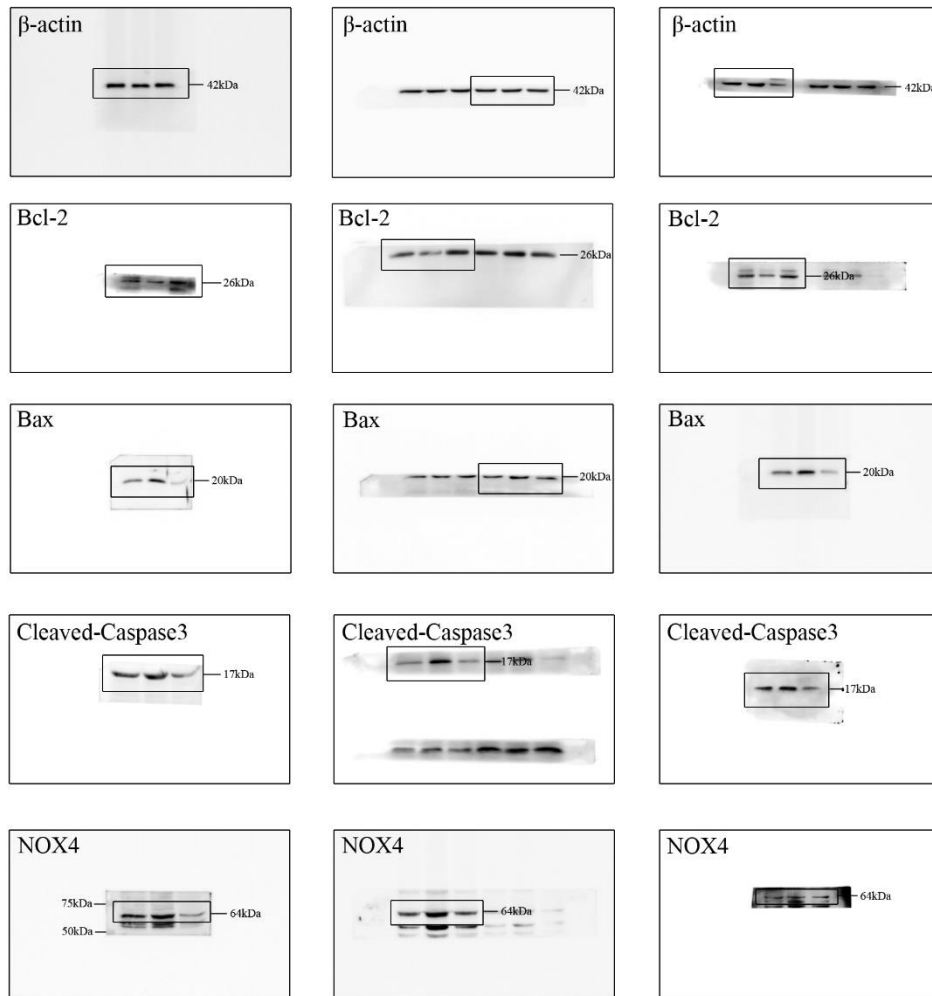 β-actin
42kDa
β-actin
42kDa
β-actin
42kDa
Bcl-2
26kDa
Bcl-2
26kDa
Bcl-2
26kDa
Bax
20kDa
Bax
20kDa
Bax
20kDa
Cleaved-Caspase3
17kDa
Cleaved-Caspase3
17kDa
Cleaved-Caspase3
17kDa
NOX4
75kDa
64kDa
50kDa
NOX4
64kDa
NOX4
64kDa